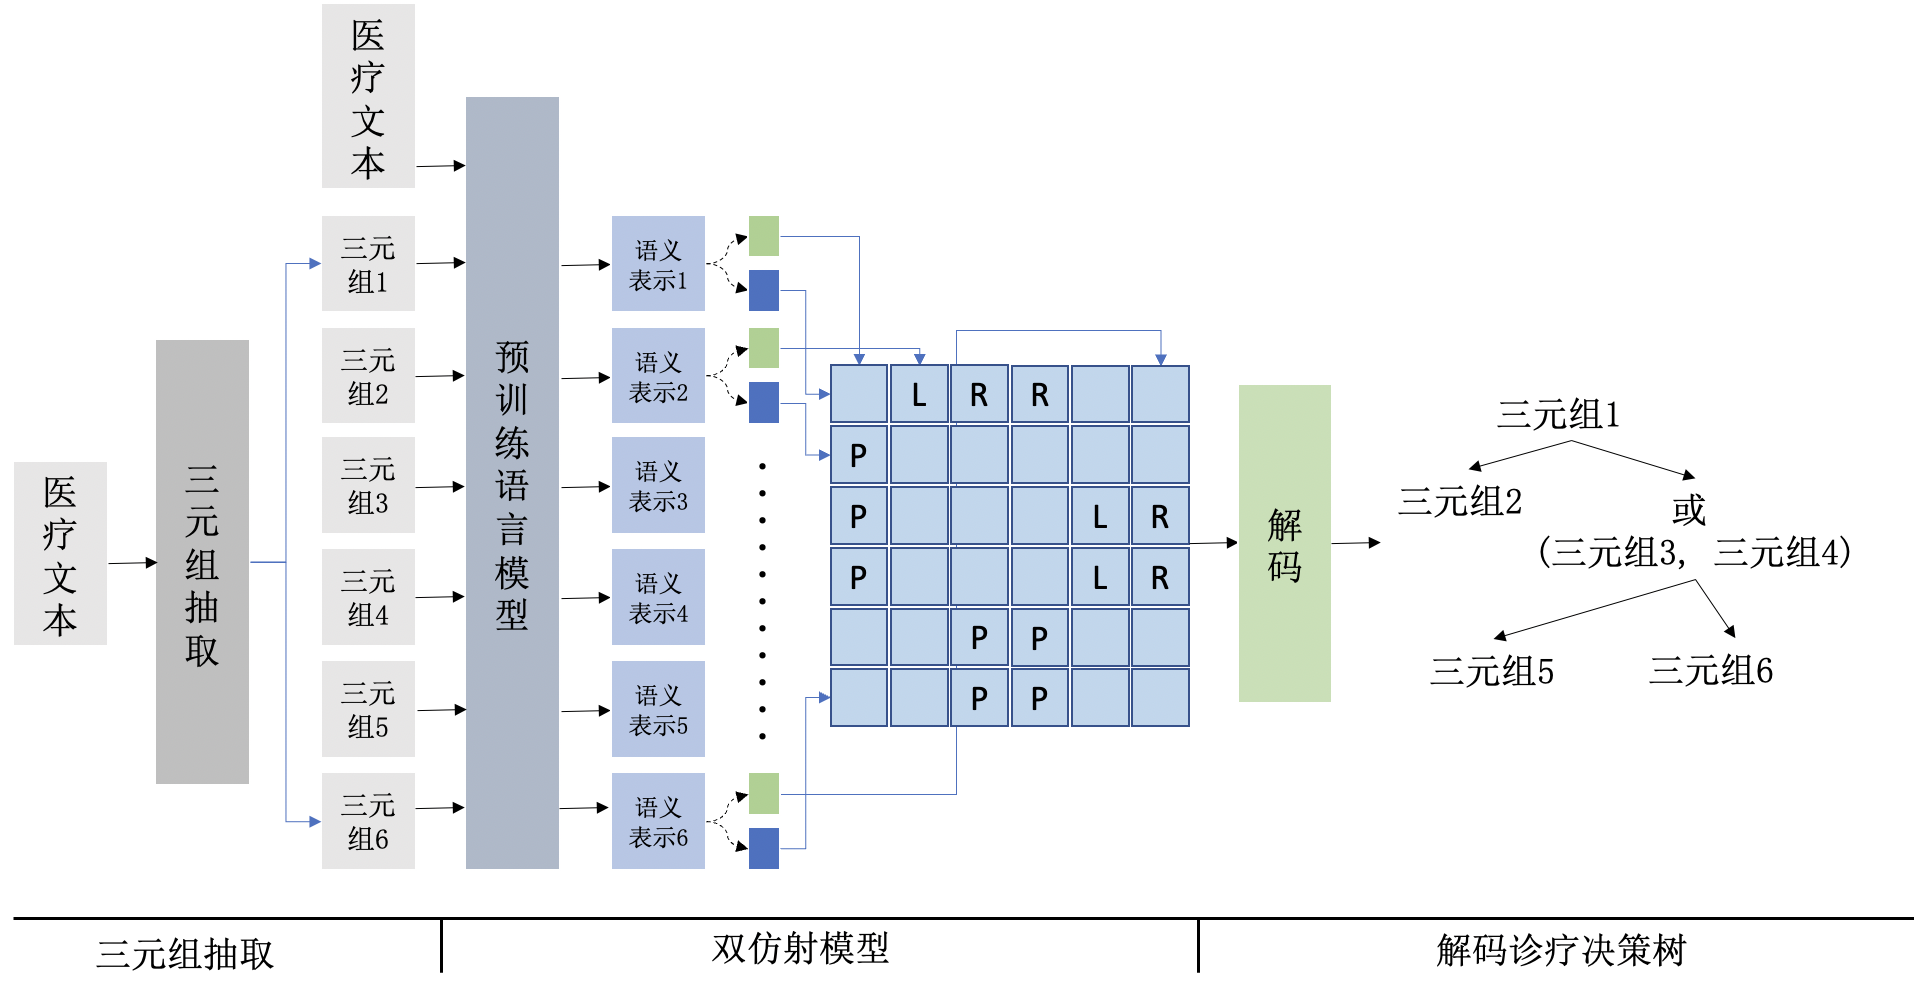 医疗文本
三元组抽取
医疗文本
三元
组1
三元
组2
三元
组3
三元
组4
三元
组5
三元
组6
预训练语言模型
语义
表示1
语义
表示2
语义
表示3
语义
表示4
语义
表示5
语义
表示6
L R R
P
P L R
P L R
P P
P P
解码
三元组1
三元组2
或
(三元组3, 三元组4)
三元组5
三元组6
三元组抽取
双仿射模型
解码诊疗决策树